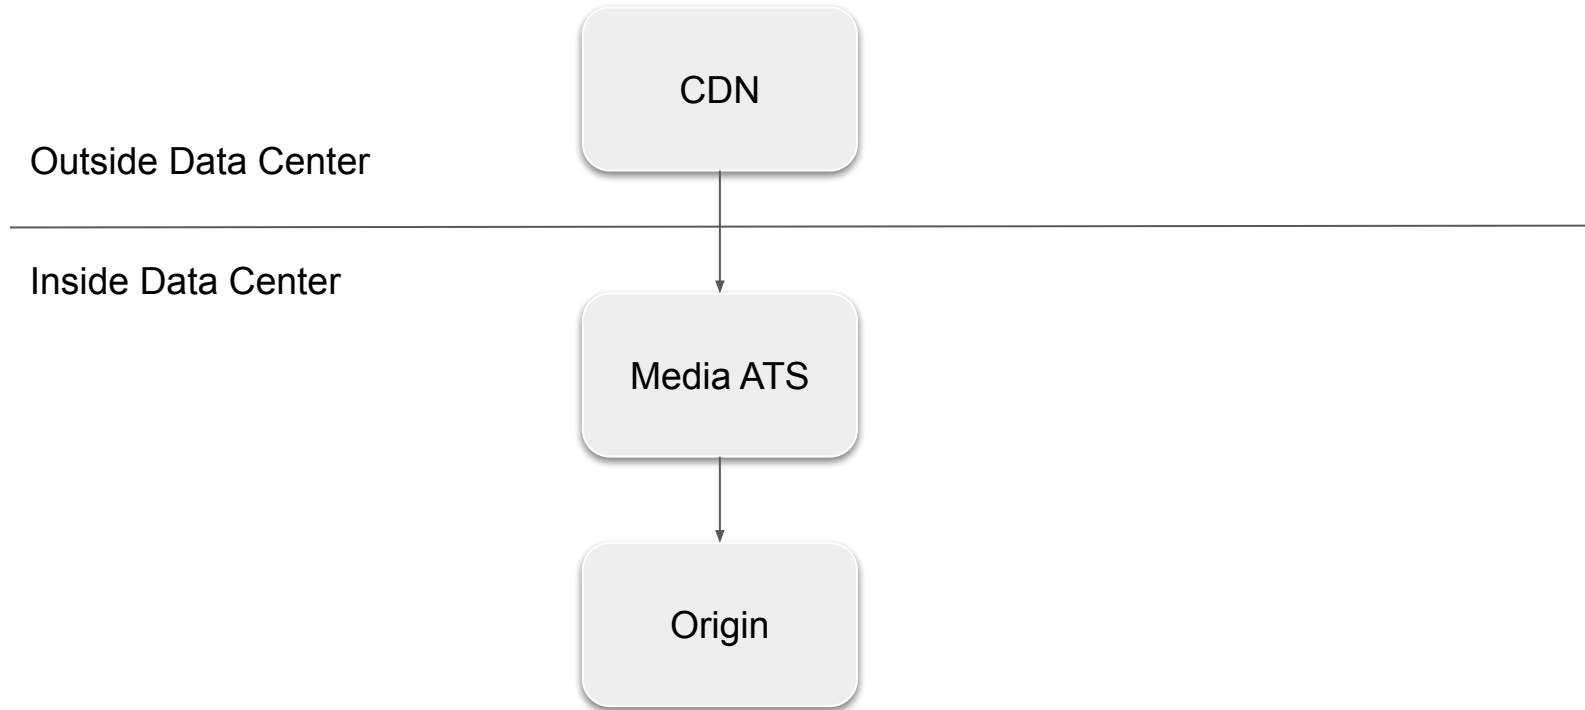 CDN
Outside Data Center
Inside Data Center
Media ATS
Origin